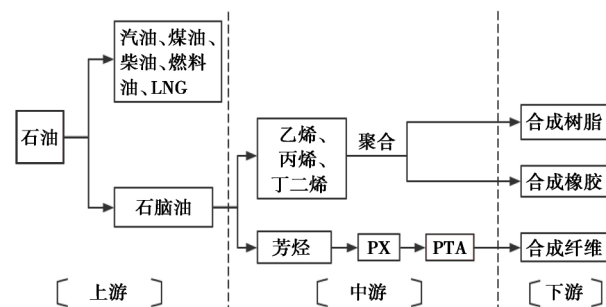 石油
汽油、煤油、
柴油、燃料
油、LNG
石脑油
乙烯、
丙烯、
丁二烯
聚合
合成树脂
合成橡胶
芳烃
PX
PTA
合成纤维
上游
中游
下游